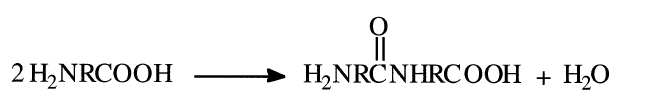 O
2 H₂NRCOOH ⟶ H₂NRCNHRCOOH + H₂O